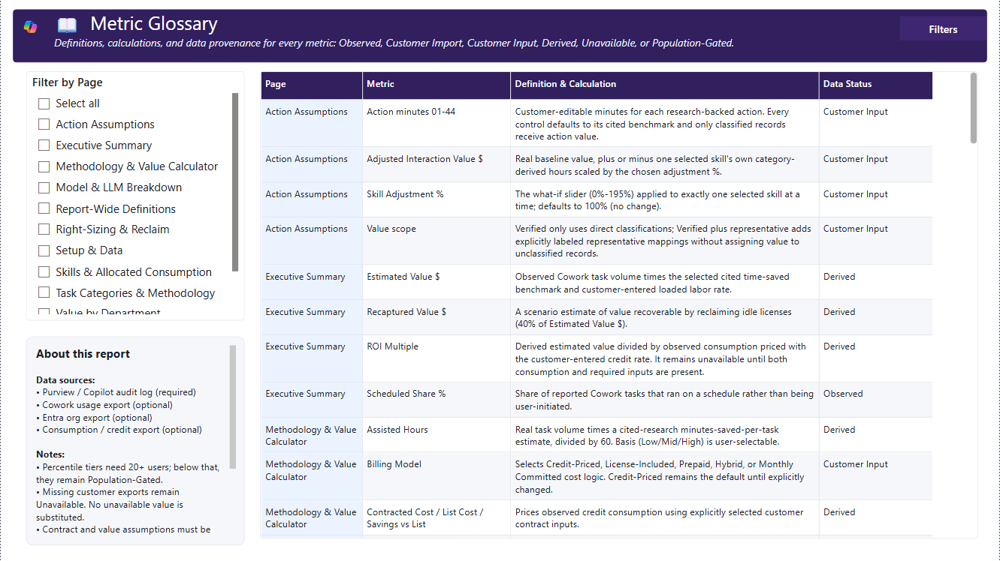 Metric Glossary
Definitions, calculations, and data provenance for every metric: Observed, Customer Import, Customer Input, Derived, Unavailable, or Population-Gated.
Filters
Filter by Page
Select all
Action Assumptions
Executive Summary
Methodology & Value Calculator
Model & LLM Breakdown
Report-Wide Definitions
Right-Sizing & Reclaim
Setup & Data
Skills & Allocated Consumption
Task Categories & Methodology
Value by Department
About this report
Data sources:
• Purview / Copilot audit log (required)
• Cowork usage export (optional)
• Entra org export (optional)
• Consumption / credit export (optional)
Notes:
• Percentile tiers need 20+ users; below that,
they remain Population-Gated.
• Missing customer exports remain
Unavailable. No unavailable value is
substituted.
• Contract and value assumptions must be
Page Metric Definition & Calculation Data Status
Action Assumptions Action minutes 01-44 Customer-editable minutes for each research-backed action. Every Customer Input
control defaults to its cited benchmark and only classified records
receive action value.
Action Assumptions Adjusted Interaction Value $ Real baseline value, plus or minus one selected skill's own category- Customer Input
derived hours scaled by the chosen adjustment %.
Action Assumptions Skill Adjustment % The what-if slider (0%-195%) applied to exactly one selected skill at a Customer Input
time; defaults to 100% (no change).
Action Assumptions Value scope Verified only uses direct classifications; Verified plus representative adds Customer Input
explicitly labeled representative mappings without assigning value to
unclassified records.
Executive Summary Estimated Value $ Observed Cowork task volume times the selected cited time-saved Derived
benchmark and customer-entered loaded labor rate.
Executive Summary Recaptured Value $ A scenario estimate of value recoverable by reclaiming idle licenses Derived
(40% of Estimated Value $).
Executive Summary ROI Multiple Derived estimated value divided by observed consumption priced with Derived
the customer-entered credit rate. It remains unavailable until both
consumption and required inputs are present.
Executive Summary Scheduled Share % Share of reported Cowork tasks that ran on a schedule rather than being Observed
user-initiated.
Methodology & Value Assisted Hours Real task volume times a cited-research minutes-saved-per-task Derived
Calculator estimate, divided by 60. Basis (Low/Mid/High) is user-selectable.
Methodology & Value Billing Model Selects Credit-Priced, License-Included, Prepaid, Hybrid, or Monthly Customer Input
Calculator Committed cost logic. Credit-Priced remains the default until explicitly
changed.
Methodology & Value Contracted Cost / List Cost / Prices observed credit consumption using explicitly selected customer Derived
Calculator Savings vs List contract inputs.